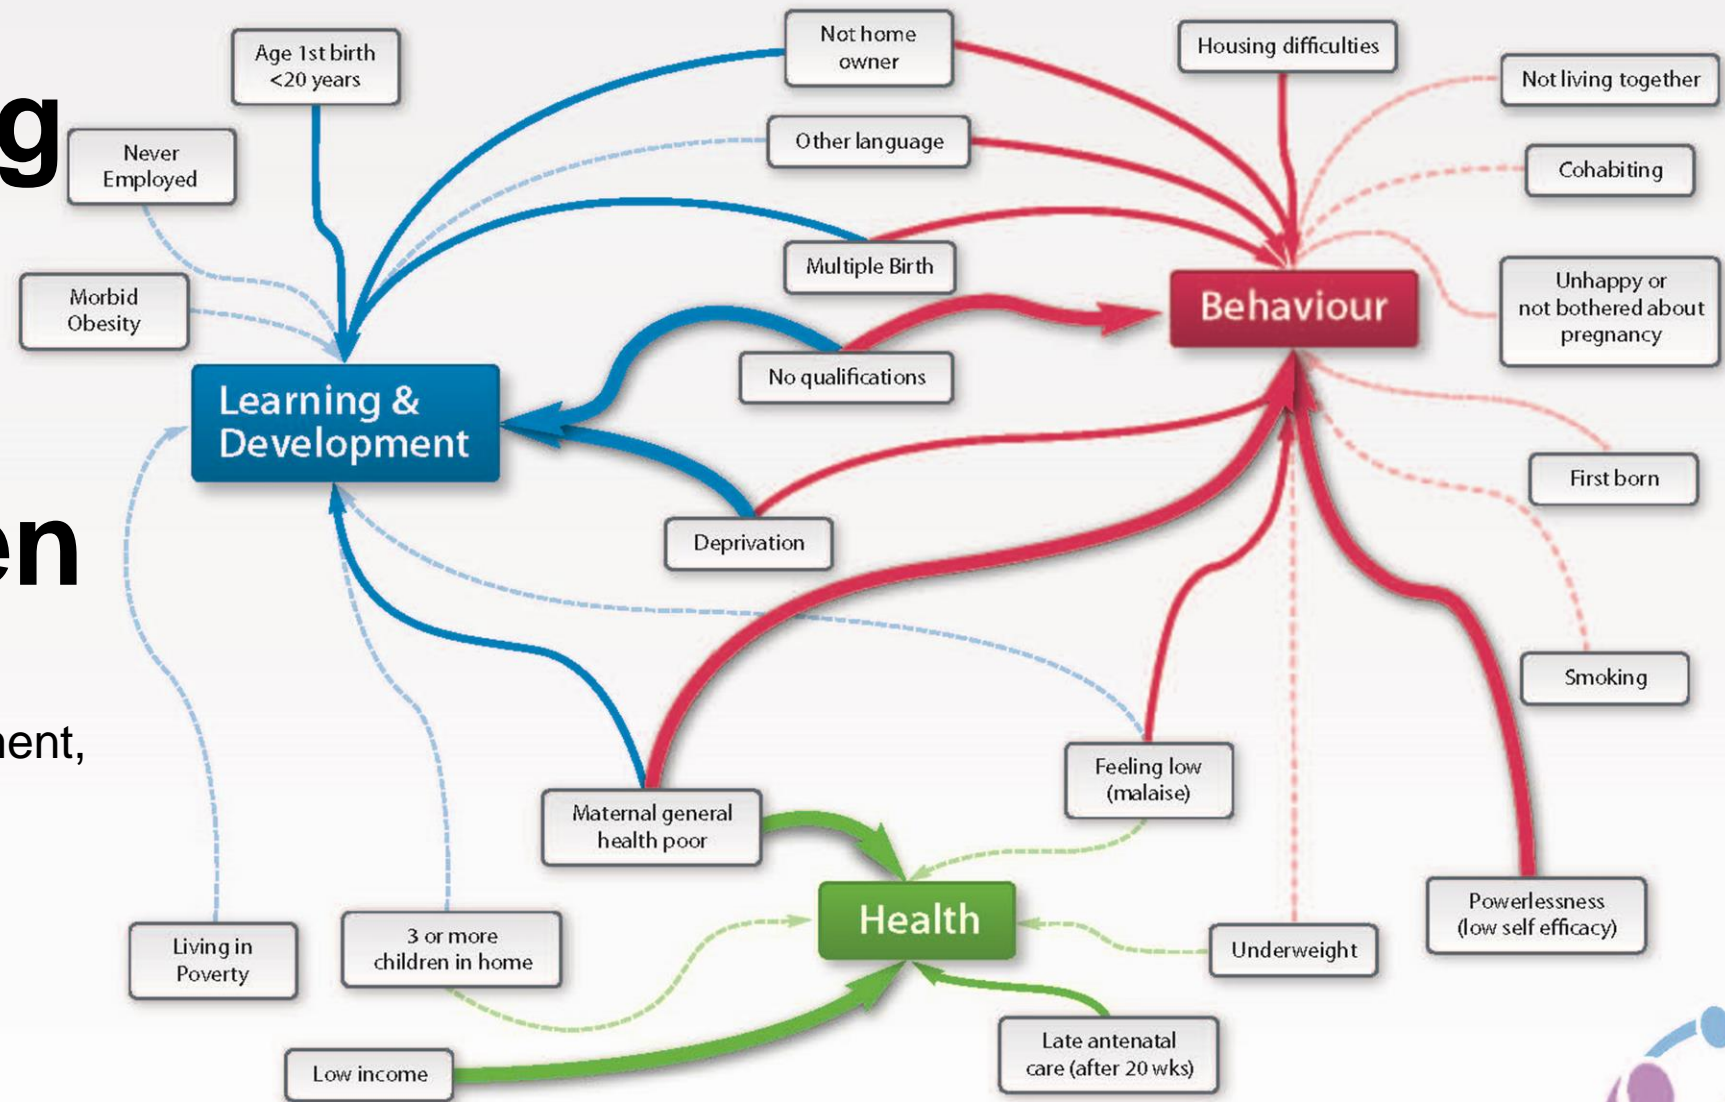 g
en
ment,
Age 1st birth
<20 years
Not home
owner
Housing difficulties
Not living together
Never
Employed
Other language
Cohabiting
Morbid
Obesity
Multiple Birth
Unhappy or
not bothered about
pregnancy
Behaviour
No qualifications
Learning &
Development
First born
Deprivation
Smoking
Feeling low
(malaise)
Maternal general
health poor
Powerlessness
(low self efficacy)
Health
Living in
Poverty
3 or more
children in home
Underweight
Late antenatal
care (after 20 wks)
Low income